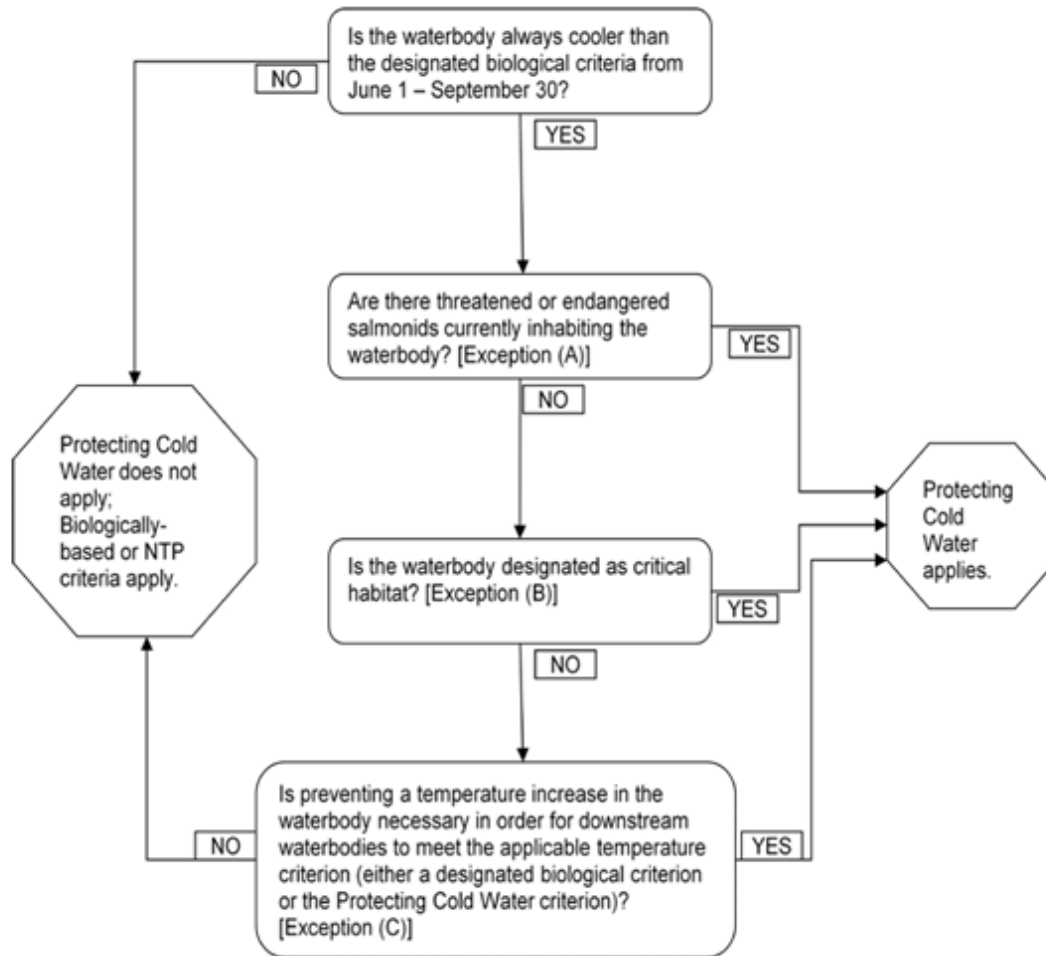 Is the waterbody always cooler than
the designated biological criteria from
June 1 – September 30?
NO
YES
Are there threatened or endangered
salmonids currently inhabiting the
waterbody? [Exception (A)]
YES
NO
Protecting Cold
Water does not
apply;
Biologically-
based or NTP
criteria apply.
Protecting
Cold
Water
applies.
Is the waterbody designated as critical
habitat? [Exception (B)]
YES
NO
Is preventing a temperature increase in the
waterbody necessary in order for downstream
waterbodies to meet the applicable temperature
criterion (either a designated biological criterion
or the Protecting Cold Water criterion)?
[Exception (C)]
NO
YES